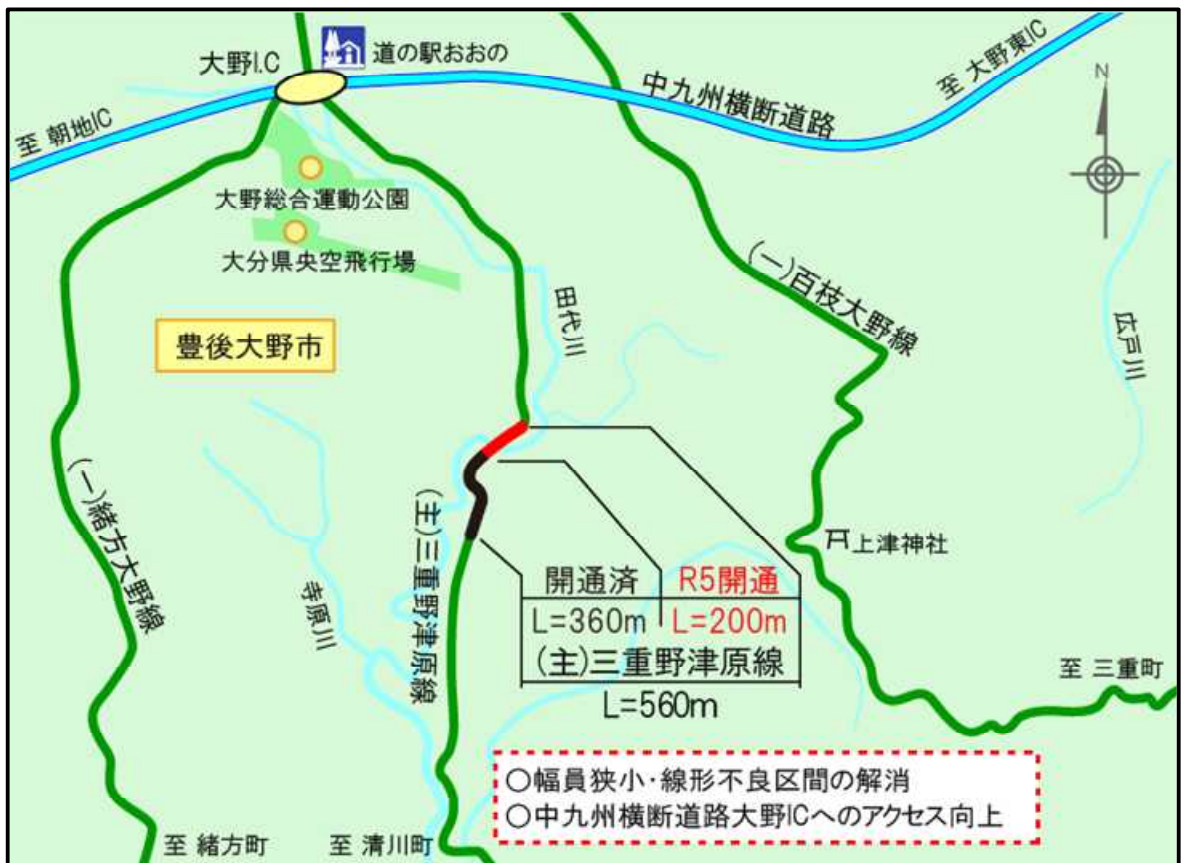 大野I.C
道の駅おおの
至 朝地IC
中九州横断道路
至 大野東IC
N
大野総合運動公園
大分県央空飛行場
豊後大野市
田代川
(一)百枝大野線
広戸川
(一)緒方大野線
寺原川
(主)三重野津原線
开上津神社
開通済 R5開通
L=360m L=200m
(主)三重野津原線
L=560m
至 三重町
○幅員狭小・線形不良区間の解消
○中九州横断道路大野ICへのアクセス向上
至 緒方町
至 清川町